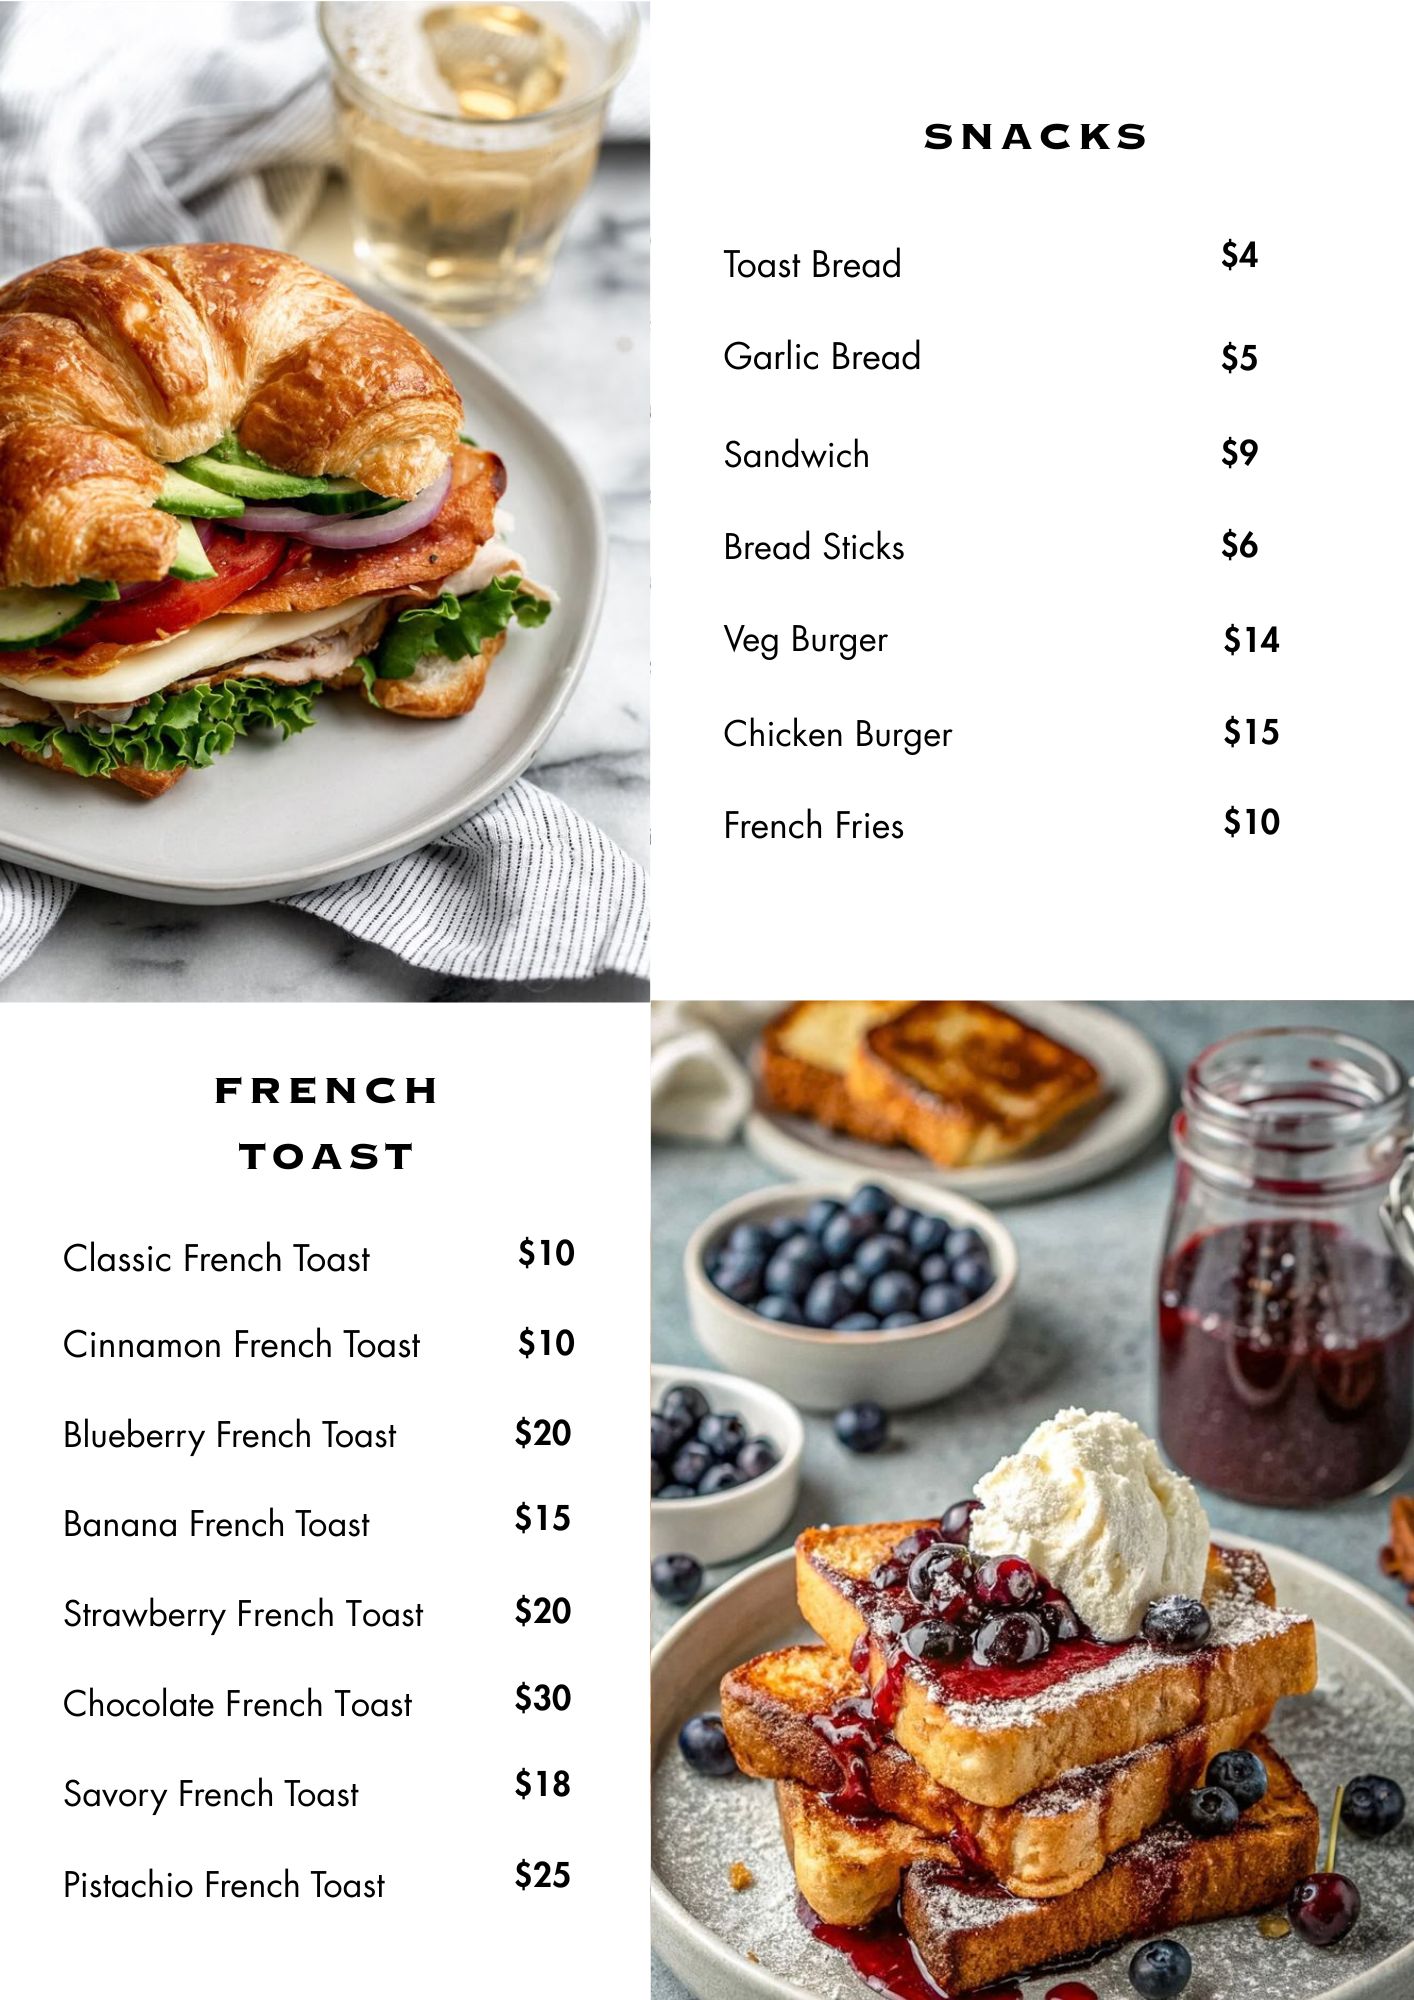 SNACKS
Toast Bread $4
Garlic Bread $5
Sandwich $9
Bread Sticks $6
Veg Burger $14
Chicken Burger $15
French Fries $10
FRENCH
TOAST
Classic French Toast $10
Cinnamon French Toast $10
Blueberry French Toast $20
Banana French Toast $15
Strawberry French Toast $20
Chocolate French Toast $30
Savory French Toast $18
Pistachio French Toast $25